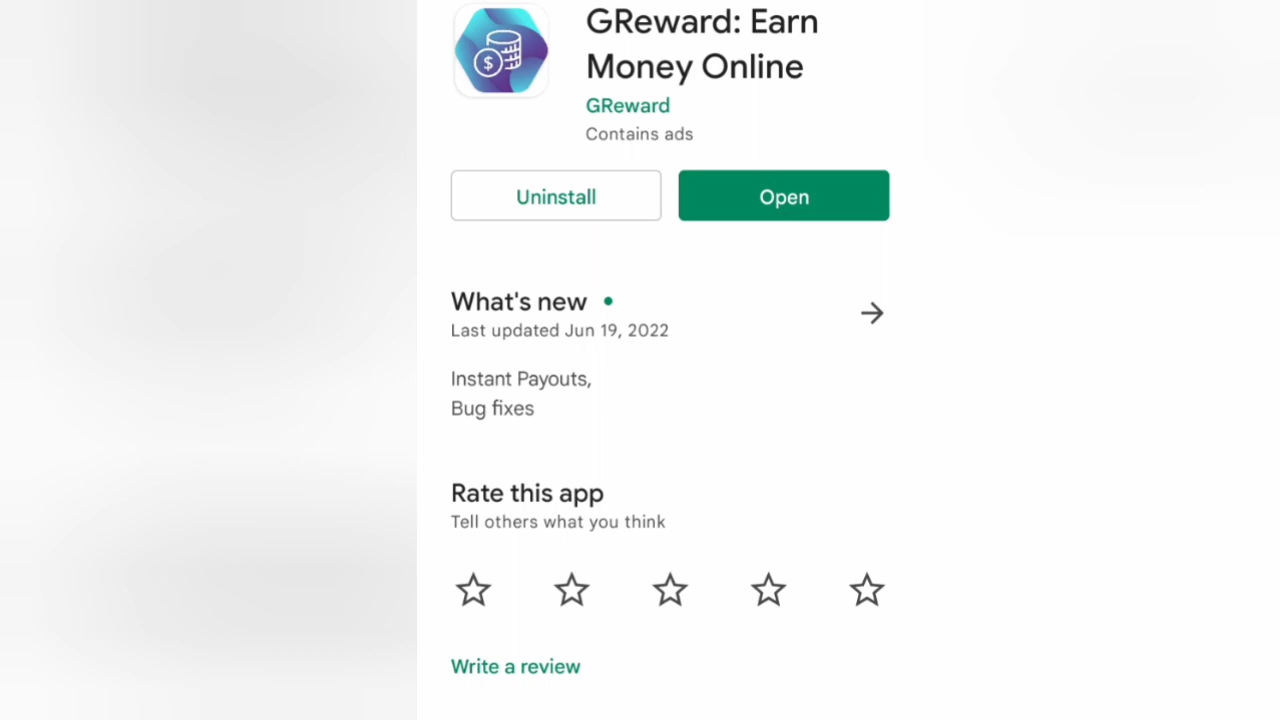 GReward: Earn
Money Online
GReward
Contains ads
Uninstall
Open
What's new
Last updated Jun 19, 2022
Instant Payouts,
Bug fixes
Rate this app
Tell others what you think
Write a review